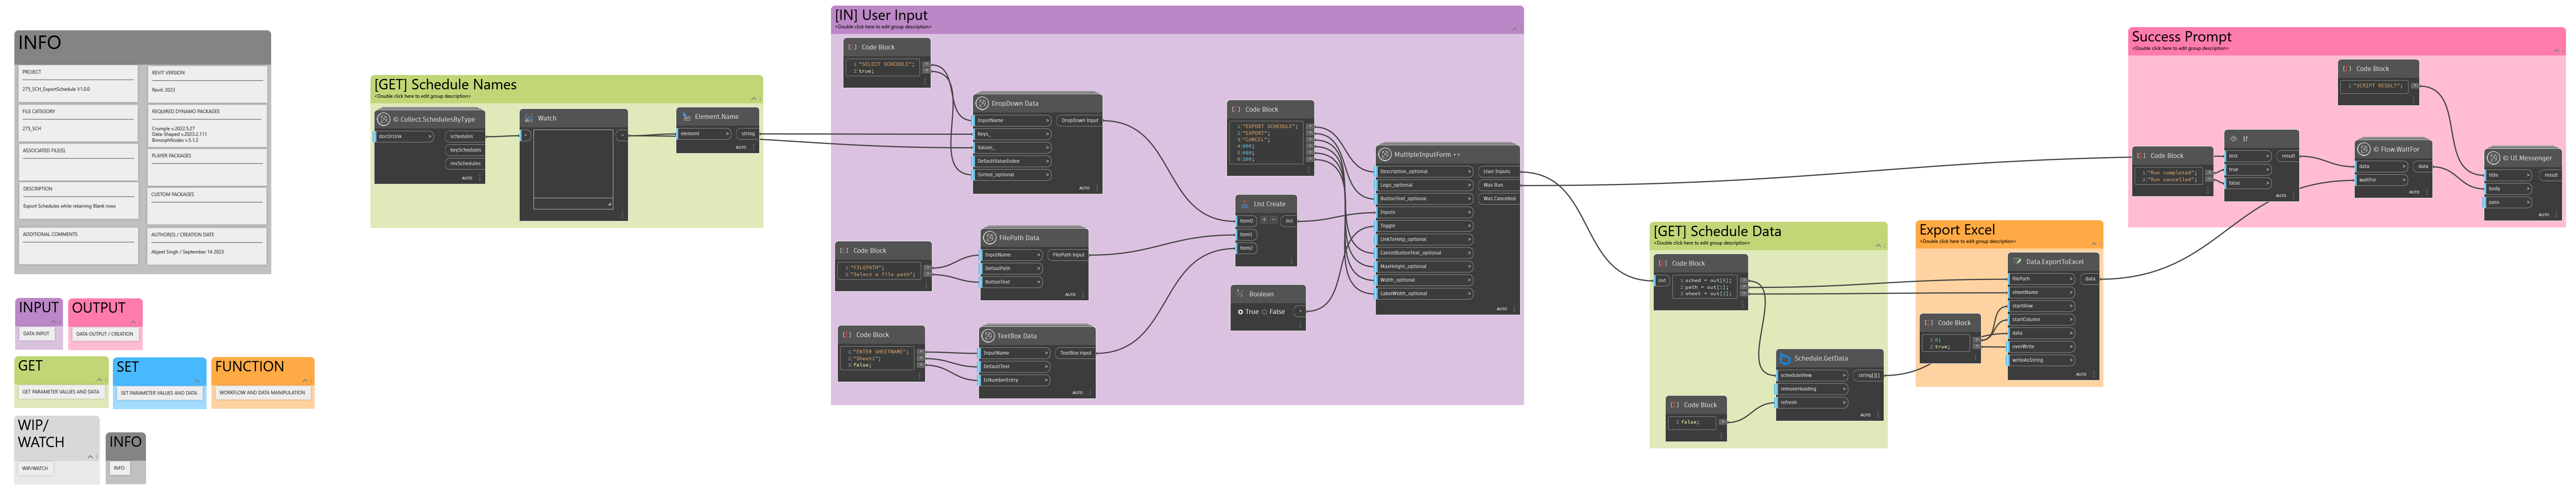 INFO
PROJECT
275_SCH_ExportSchedule V1.0.0
REVIT VERSION
Revit 2023
FILE CATEGORY
275_SCH
REQUIRED DYNAMO PACKAGES
Crumple v.2022.5.27
Data-Shaped v.2023.2.111
BimorphNodes v.3.1.2
ASSOCIATED FILE(S)
PLAYER PACKAGES
DESCRIPTION
Export Schedules while retaining Blank rows
CUSTOM PACKAGES
ADDITIONAL COMMENTS
AUTHOR(S) / CREATION DATE
Abjeet Singh / September 14 2023
INPUT
DATA INPUT
OUTPUT
DATA OUTPUT / CREATION
GET
GET PARAMETER VALUES AND DATA
SET
SET PARAMETER VALUES AND DATA
FUNCTION
WORKFLOW AND DATA MANIPULATION
WIP/
WATCH
WIP/WATCH
INFO
INFO
[GET] Schedule Names
<Double click here to edit group description>
© Collect.SchedulesByType
docOrLink >
schedules
keySchedules
revSchedules
AUTO
Watch
>
>
Element.Name
element >
string
AUTO
[IN] User Input
<Double click here to edit group description>
Code Block
1 "SELECT SCHEDULE";
2 true;
DropDown Data
InputName >
Keys_ >
Values_ >
DefaultValueIndex >
Sorted_optional >
DropDown input
AUTO
Code Block
1 "FILEPATH";
2 "Select a file path";
FilePath Data
InputName >
DefaultPath >
ButtonText >
FilePath input
AUTO
Code Block
1 "ENTER SHEETNAME";
2 "Sheet1";
3 false;
TextBox Data
InputName >
DefaultText >
IsNumberEntry >
TextBox input
AUTO
Code Block
1 "EXPORT SCHEDULE";
2 "EXPORT";
3 "CANCEL";
4 900;
5 600;
6 200;
List Create
item0
item1
item2
+ -
list
Boolean
True False
MultipleInputForm ++
Description_optional >
Logo_optional >
ButtonText_optional >
Inputs >
Toggle >
LinkToHelp_optional >
CancelButtonText_optional >
MaxHeight_optional >
Width_optional >
LabelWidth_optional >
User Inputs
Was Run
Was Cancelled
AUTO
[GET] Schedule Data
<Double click here to edit group description>
Code Block
out
1 sched = out[0];
2 path = out[1];
3 sheet = out[2];
Code Block
1 false;
Schedule.GetData
scheduleView >
removeHeading >
refresh >
string[][]
AUTO
Export Excel
<Double click here to edit group description>
Code Block
1 0;
2 true;
Data.ExportToExcel
filePath >
sheetName >
startRow >
startColumn >
data >
overWrite >
writeAsString >
data
AUTO
Success Prompt
<Double click here to edit group description>
Code Block
1 "SCRIPT RESULT";
Code Block
1 "Run completed";
2 "Run cancelled";
If
test >
true >
false >
result
AUTO
© Flow.WaitFor
data >
waitFor >
data
AUTO
© UI.Messenger
title >
body >
pass >
result
AUTO